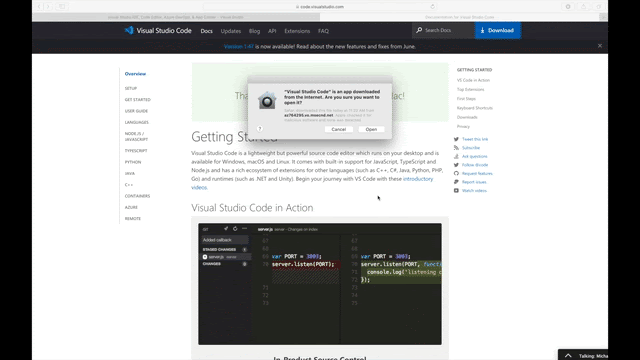 code.visualstudio.com
Documentation for Visual Studio Code
Visual Studio Code
Docs
Updates
Blog
API
Extensions
FAQ
Search Docs
Download
is now available! Read about the new features and fixes from June.
Overview
SETUP
GET STARTED
USER GUIDE
LANGUAGES
NODE.JS /
JAVASCRIPT
TYPESCRIPT
PYTHON
JAVA
C++
CONTAINERS
AZURE
REMOTE
"Visual Studio Code" is an app downloaded
from the Internet. Are you sure you want to
open it?
Cancel
Open
Getting Started
Visual Studio Code is a lightweight but powerful source code editor which runs on your desktop and is
available for Windows, macOS and Linux. It comes with built-in support for JavaScript, TypeScript and
Node.js and has a rich ecosystem of extensions for other languages (such as C++, C#, Java, Python, PHP,
Go) and runtimes (such as .NET and Unity). Begin your journey with VS Code with these introductory
videos.
Visual Studio Code in Action
GETTING STARTED
VS Code in Action
Top Extensions
First Steps
Keyboard Shortcuts
Downloads
Privacy
Tweet this link
Subscribe
Ask questions
Follow @code
Request features
Report issues
Watch videos
server.js
Changes in Index
Added callback
STAGED CHANGES
server.js server
CHANGES
var PORT = 3003;
server.listen(PORT);
var PORT = 3003;
server.listen(PORT, func
console.log('listening
});
In-Product Source Control
Talking: Micha